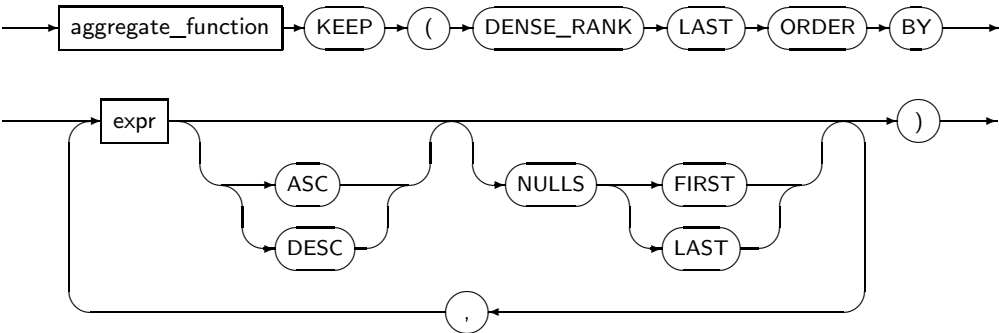 aggregate_function KEEP ( DENSE_RANK LAST ORDER BY
expr )
ASC NULLS FIRST
DESC LAST
,